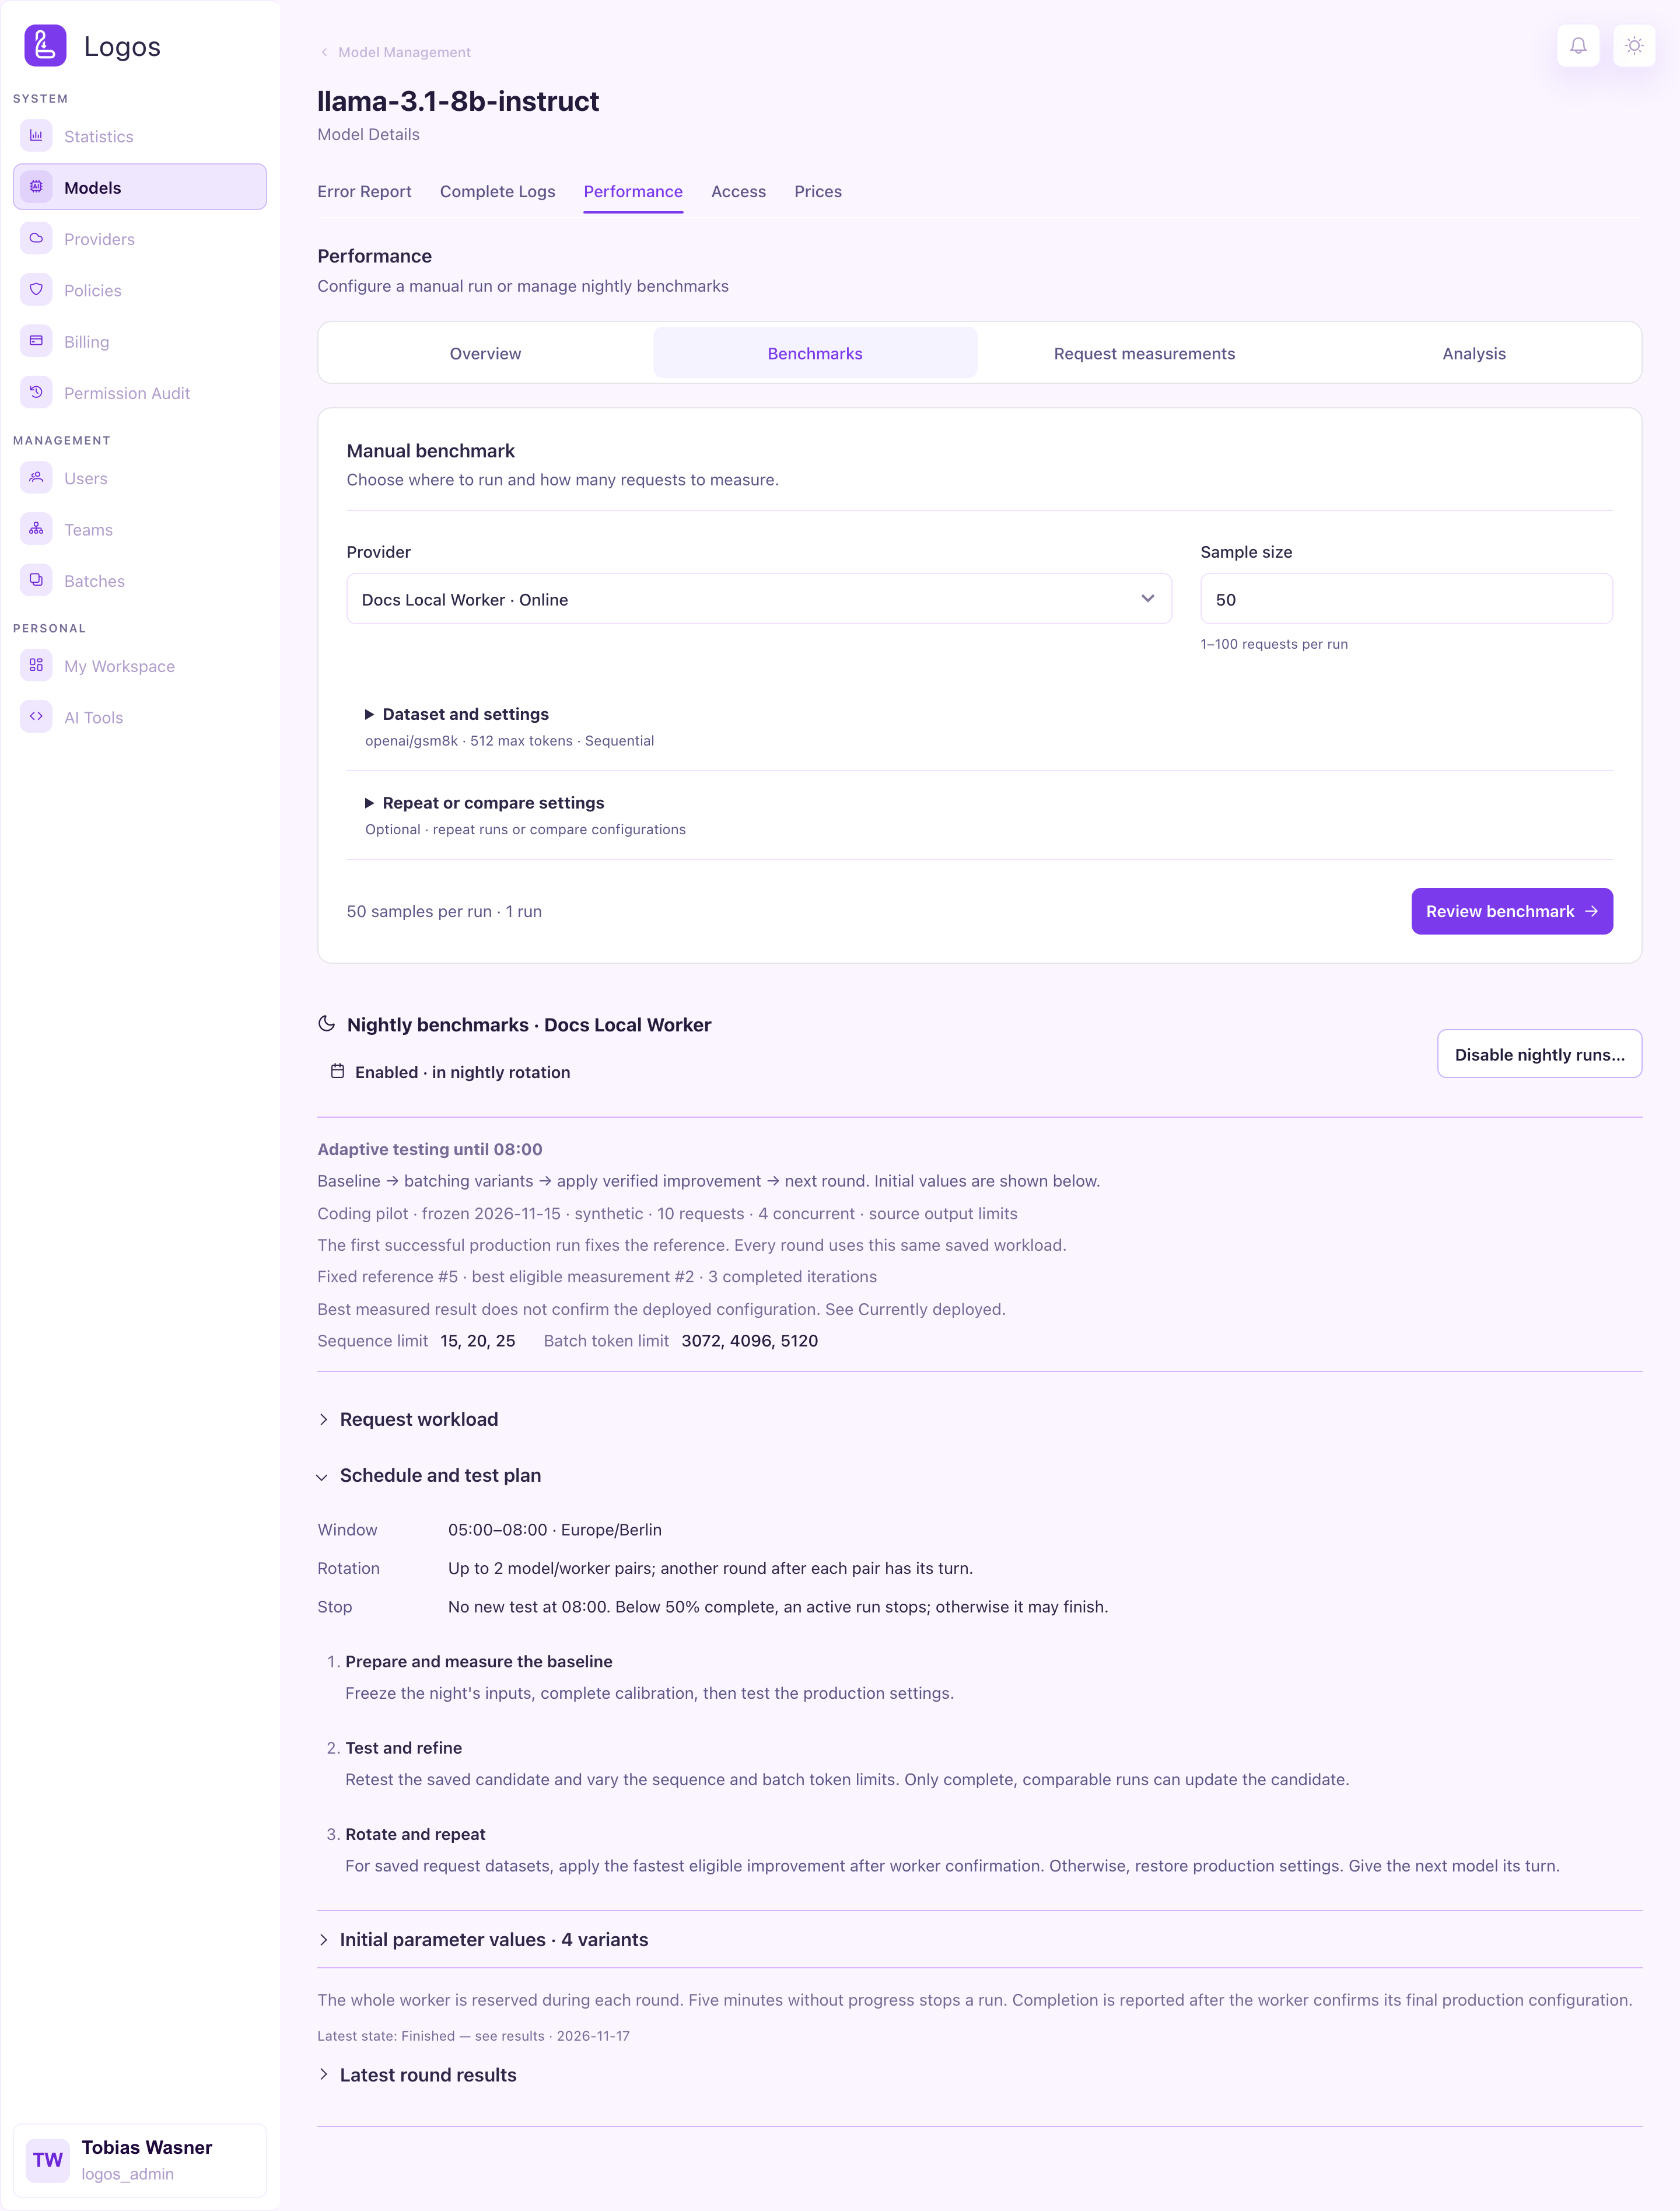 Logos
SYSTEM
Statistics
Models
Providers
Policies
Billing
Permission Audit
MANAGEMENT
Users
Teams
Batches
PERSONAL
My Workspace
AI Tools
TW
Tobias Wasner
logos_admin
Model Management
llama-3.1-8b-instruct
Model Details
Error Report
Complete Logs
Performance
Access
Prices
Performance
Configure a manual run or manage nightly benchmarks
Overview
Benchmarks
Request measurements
Analysis
Manual benchmark
Choose where to run and how many requests to measure.
Provider
Docs Local Worker · Online
Sample size
50
1–100 requests per run
Dataset and settings
openai/gsm8k · 512 max tokens · Sequential
Repeat or compare settings
Optional · repeat runs or compare configurations
50 samples per run · 1 run
Review benchmark →
Nightly benchmarks · Docs Local Worker
Enabled · in nightly rotation
Disable nightly runs...
Adaptive testing until 08:00
Baseline → batching variants → apply verified improvement → next round. Initial values are shown below.
Coding pilot · frozen 2026-11-15 · synthetic · 10 requests · 4 concurrent · source output limits
The first successful production run fixes the reference. Every round uses this same saved workload.
Fixed reference #5 · best eligible measurement #2 · 3 completed iterations
Best measured result does not confirm the deployed configuration. See Currently deployed.
Sequence limit 15, 20, 25 Batch token limit 3072, 4096, 5120
Request workload
Schedule and test plan
Window 05:00–08:00 · Europe/Berlin
Rotation Up to 2 model/worker pairs; another round after each pair has its turn.
Stop No new test at 08:00. Below 50% complete, an active run stops; otherwise it may finish.
1. Prepare and measure the baseline
Freeze the night's inputs, complete calibration, then test the production settings.
2. Test and refine
Retest the saved candidate and vary the sequence and batch token limits. Only complete, comparable runs can update the candidate.
3. Rotate and repeat
For saved request datasets, apply the fastest eligible improvement after worker confirmation. Otherwise, restore production settings. Give the next model its turn.
Initial parameter values · 4 variants
The whole worker is reserved during each round. Five minutes without progress stops a run. Completion is reported after the worker confirms its final production configuration.
Latest state: Finished — see results · 2026-11-17
Latest round results